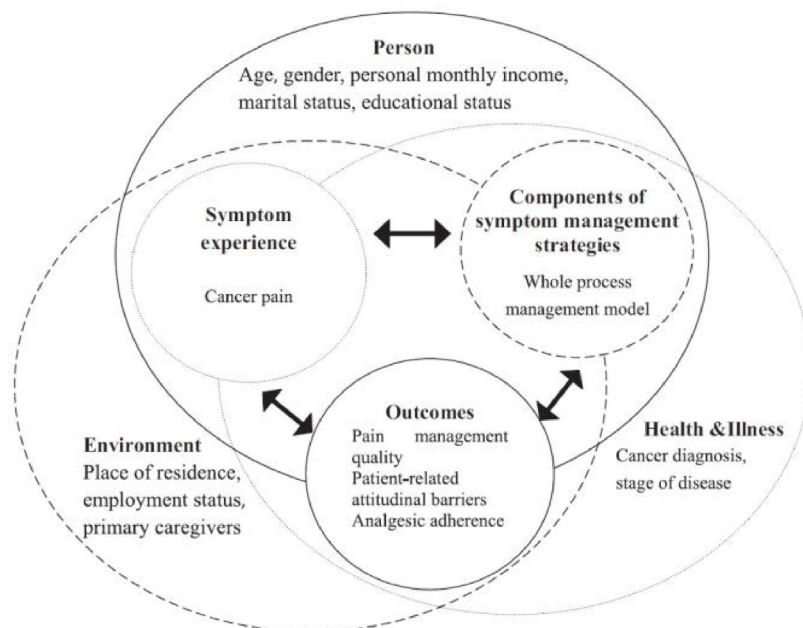 Person
Age, gender, personal monthly income,
marital status, educational status
Symptom
experience
Cancer pain
Components of
symptom management
strategies
Whole process
management model
Outcomes
Pain management
quality
Patient-related
attitudinal barriers
Analgesic adherence
Environment
Place of residence,
employment status,
primary caregivers
Health &Illness
Cancer diagnosis,
stage of disease